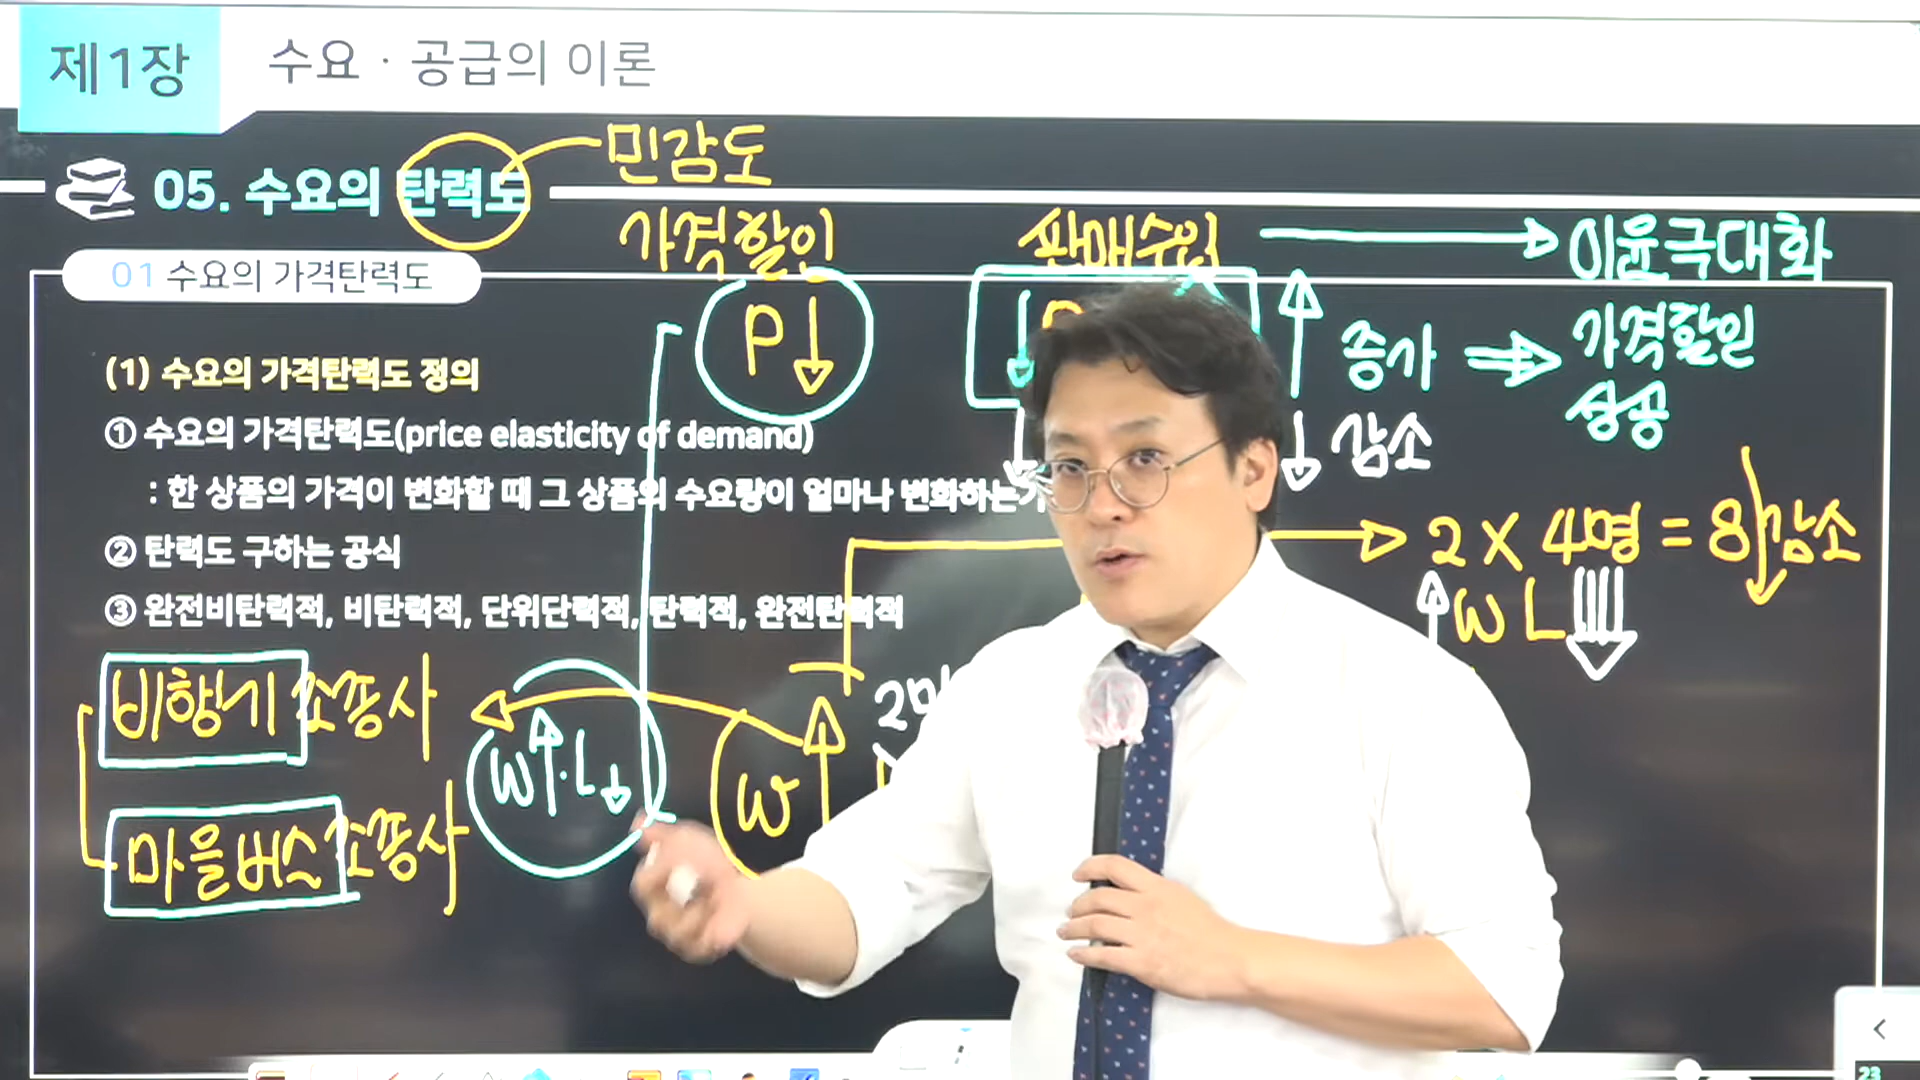 제1장
수요 · 공급의 이론
민감도
05. 수요의 탄력도
가격할인
판매수입
이윤극대화
01 수요의 가격탄력도
P↓
↓
↑ 증가 ⇒ 가격할인
성공
↓ 감소
(1) 수요의 가격탄력도 정의
① 수요의 가격탄력도(price elasticity of demand)
: 한 상품의 가격이 변화할 때 그 상품의 수요량이 얼마나 변화하는가
② 탄력도 구하는 공식
2 X 4명 = 8 감소
↑W L
③ 완전비탄력적, 비탄력적, 단위탄력적, 탄력적, 완전탄력적
비행기 조종사
W↑·L↓
W↑
마을버스 조종사
23